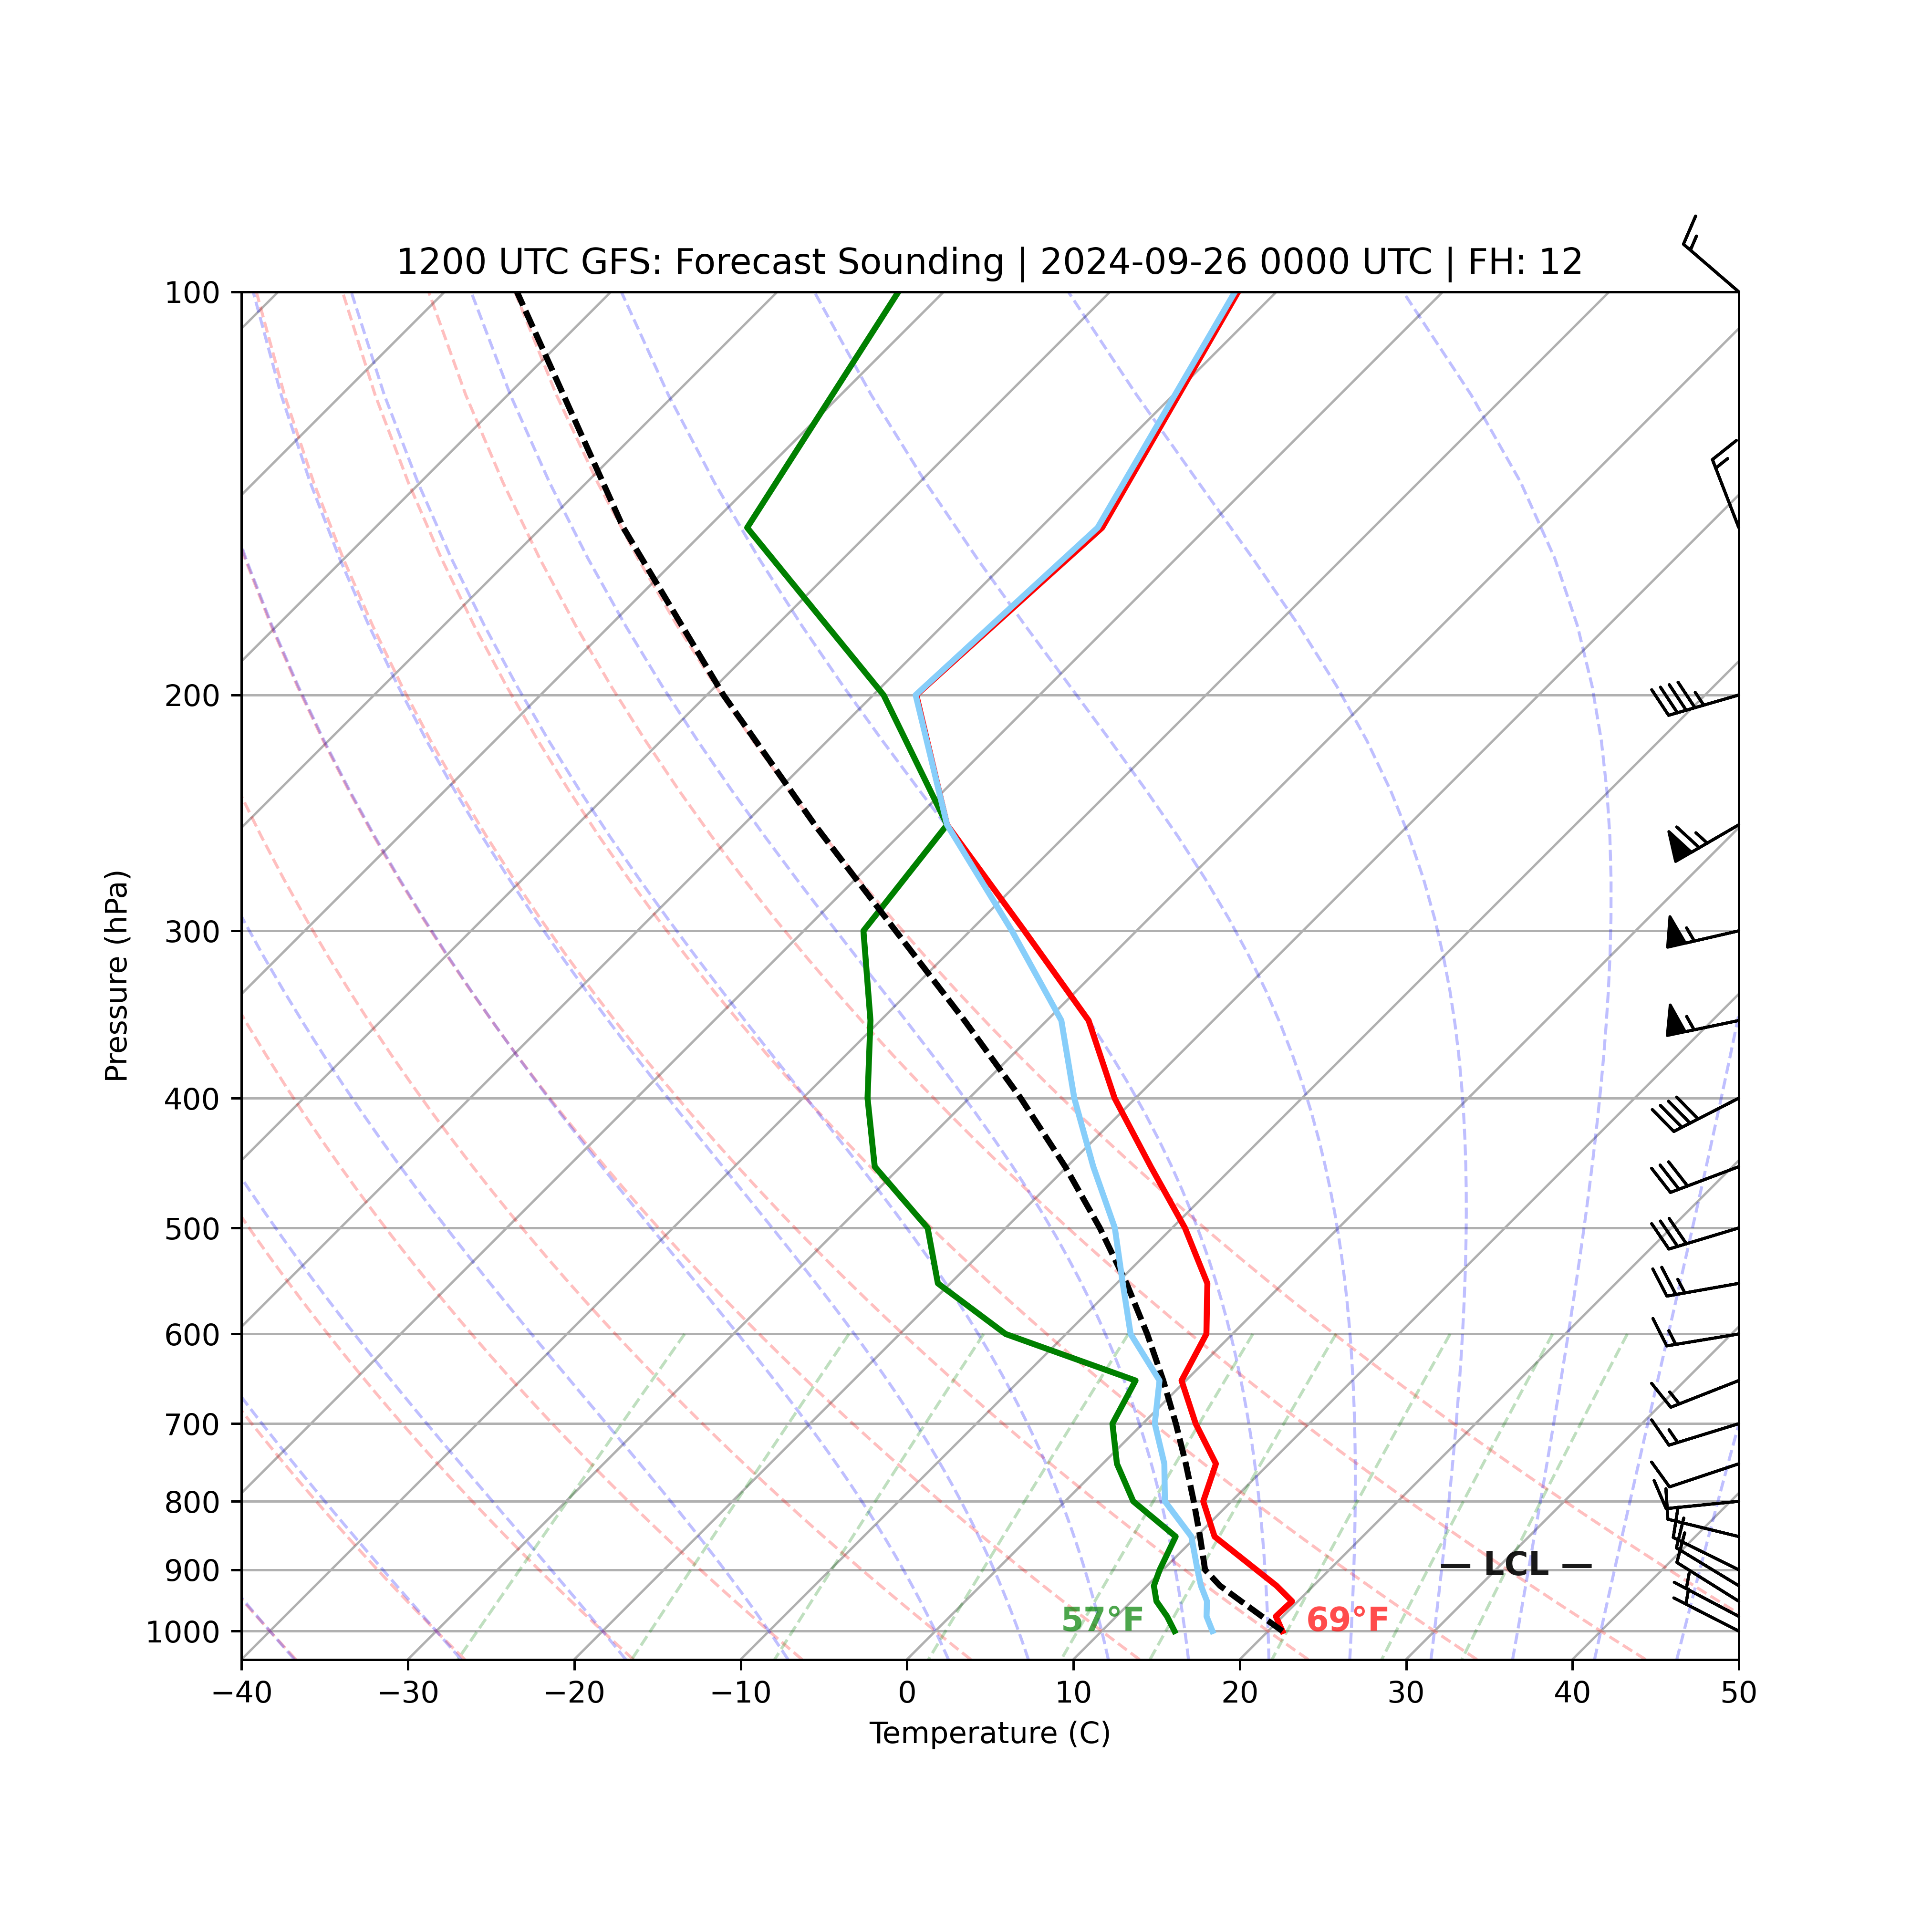 1200 UTC GFS: Forecast Sounding | 2024-09-26 0000 UTC | FH: 12
100
200
300
400
500
600
700
800
900
1000
Pressure (hPa)
— LCL —
57°F
69°F
−40 −30 −20 −10 0 10 20 30 40 50
Temperature (C)